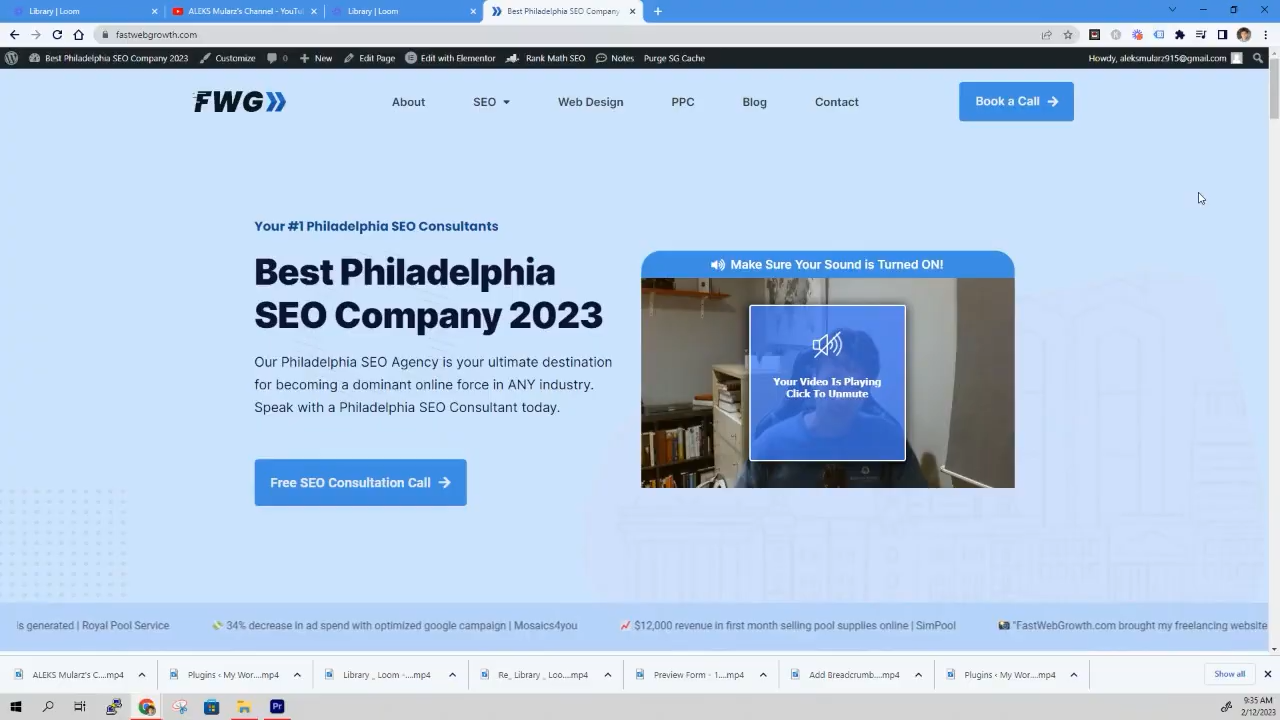 Library | Loom
ALEKS Mularz's Channel - YouTu
Library | Loom
Best Philadelphia SEO Company
fastwebgrowth.com
Best Philadelphia SEO Company 2023
Customize
0
New
Edit Page
Edit with Elementor
Rank Math SEO
Notes
Purge SG Cache
Howdy, aleksmularz915@gmail.com
FWG
About
SEO
Web Design
PPC
Blog
Contact
Book a Call
Your #1 Philadelphia SEO Consultants
Best Philadelphia
SEO Company 2023
Our Philadelphia SEO Agency is your ultimate destination
for becoming a dominant online force in ANY industry.
Speak with a Philadelphia SEO Consultant today.
Free SEO Consultation Call
Make Sure Your Sound is Turned ON!
Your Video Is Playing
Click To Unmute
s generated | Royal Pool Service
34% decrease in ad spend with optimized google campaign | Mosaics4you
$12,000 revenue in first month selling pool supplies online | SimPool
"FastWebGrowth.com brought my freelancing website
ALEKS Mularz's C....mp4
Plugins ‹ My Wor....mp4
Library _ Loom -....mp4
Re_ Library _ Loo....mp4
Preview Form - 1....mp4
Add Breadcrumb....mp4
Plugins ‹ My Wor....mp4
Show all
Pr
9:35 AM
2/12/2023